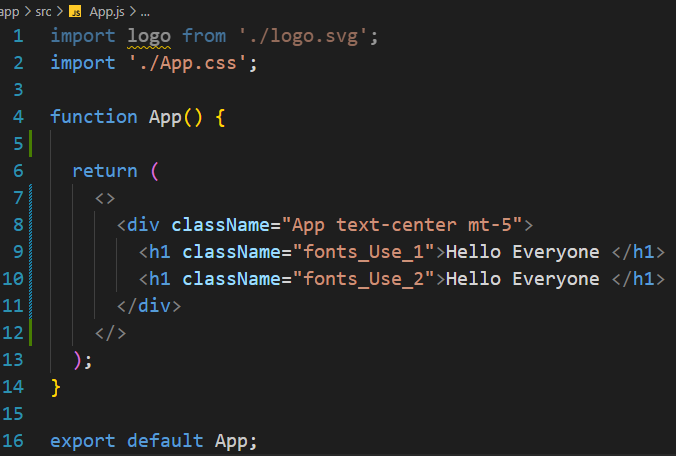 app > src > JS App.js > ...
1 import logo from './logo.svg';
2 import './App.css';
3
4 function App() {
5
6   return (
7     <>
8       <div className="App text-center mt-5">
9         <h1 className="fonts_Use_1">Hello Everyone </h1>
10         <h1 className="fonts_Use_2">Hello Everyone </h1>
11       </div>
12     </>
13   );
14 }
15
16 export default App;